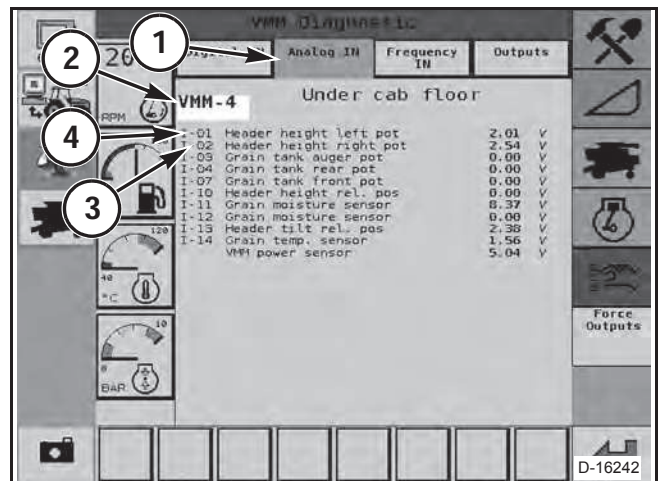 VMM Diagnostic
1
2
3
4
20
Analog IN
Frequency IN
Outputs
VMM-4
Under cab floor
RPM
I-01 Header height left pot 2.01 V
I-02 Header height right pot 2.54 V
I-03 Grain tank auger pot 0.00 V
I-04 Grain tank rear pot 0.00 V
I-07 Grain tank front pot 0.00 V
I-10 Header height rel. pos 0.00 V
I-11 Grain moisture sensor 8.37 V
I-12 Grain moisture sensor 0.00 V
I-13 Header tilt rel. pos 2.38 V
I-14 Grain temp. sensor 1.56 V
VMM power sensor 5.04 V
120
40
°C
10
0
BAR
Force
Outputs
D-16242